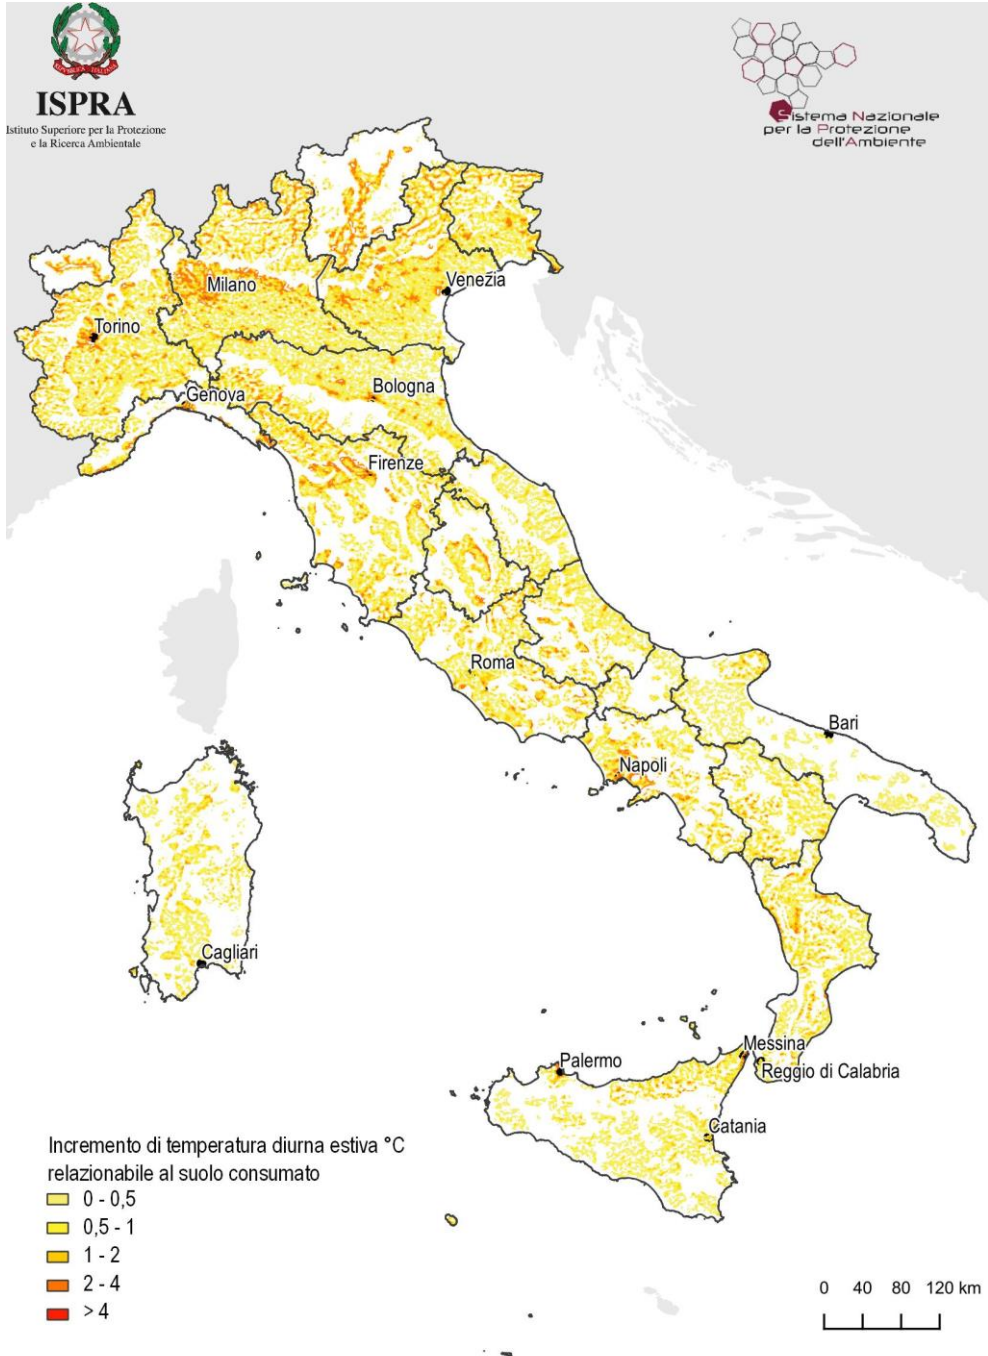 ISPRA
Istituto Superiore per la Protezione
e la Ricerca Ambientale
Sistema Nazionale
per la Protezione
dell'Ambiente
Milano
Venezia
Torino
Genova
Bologna
Firenze
Roma
Bari
Napoli
Cagliari
Messina
Palermo
Reggio di Calabria
Catania
Incremento di temperatura diurna estiva °C
relazionabile al suolo consumato
0 - 0,5
0,5 - 1
1 - 2
2 - 4
> 4
0 40 80 120 km